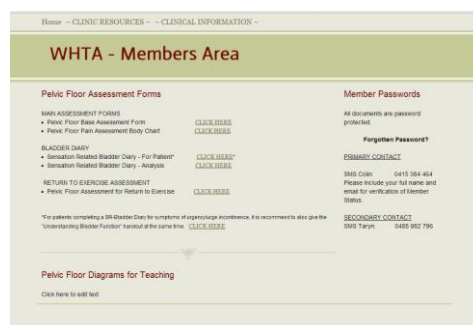 Home ~ CLINIC RESOURCES ~ ~ CLINICAL INFORMATION ~
WHTA - Members Area
Pelvic Floor Assessment Forms
MAIN ASSESSMENT FORMS
• Pelvic Floor Base Assessment Form CLICK HERE
• Pelvic Floor Pain Assessment Body Chart CLICK HERE
BLADDER DIARY
• Sensation Related Bladder Diary - For Patient* CLICK HERE*
• Sensation Related Bladder Diary - Analysis CLICK HERE
RETURN TO EXERCISE ASSESSMENT
• Pelvic Floor Assessment for Return to Exercise CLICK HERE
*For patients completing a SR-Bladder Diary for symptoms of urgency/urge incontinence, it is recommend to also give the
"Understanding Bladder Function" handout at the same time. CLICK HERE
Pelvic Floor Diagrams for Teaching
Click here to edit text
Member Passwords
All documents are password
protected.
Forgotten Password?
PRIMARY CONTACT
SMS Colin: 0415 384 464
Please include your full name and
email for verification of Member
Status.
SECONDARY CONTACT
SMS Taryn: 0488 962 796